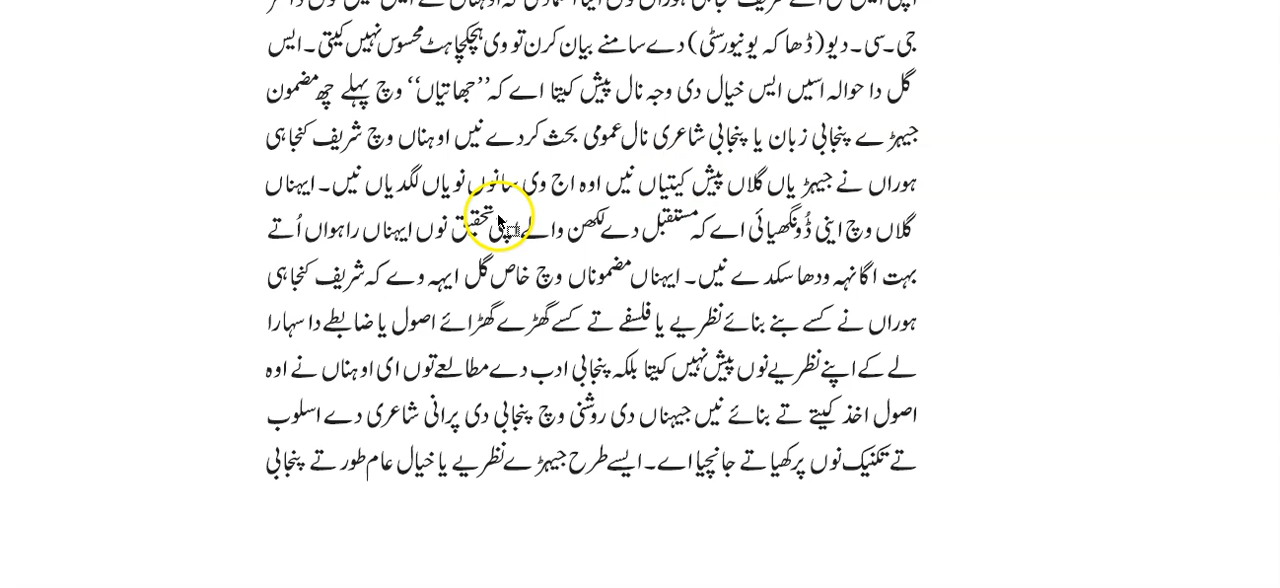 جی۔سی۔ دیو (ڈھاکہ یونیورسٹی) دے سامنے بیان کرن تو وی ہچکچاہٹ محسوس نہیں کیتی۔ ایس
گل دا حوالہ اسیں ایس خیال دی وجہ نال پیش کیتا اے کہ ’’جھاتیاں‘‘ وچ پہلے چھ مضمون
جیہڑے پنجابی زبان یا پنجابی شاعری نال عمومی بحث کردے نیں اوہناں وچ شریف کنجاہی
ہوراں نے جیہڑیاں گلاں پیش کیتیاں نیں اوہ اج وی سانوں نویاں لگدیاں نیں۔ ایہناں
گلاں وچ اینی ڈُونگھیائی اے کہ مستقبل دے لکھن والے اپنی تحقیق نوں ایہناں راہواں اُتے
بہت اگانہہ ودھا سکدے نیں۔ ایہناں مضموناں وچ خاص گل ایہہ وے کہ شریف کنجاہی
ہوراں نے کسے بنے بنائے نظریے یا فلسفے تے کسے گھڑے گھڑائے اصول یا ضابطے دا سہارا
لے کے اپنے نظریے نوں پیش نہیں کیتا بلکہ پنجابی ادب دے مطالعے توں ای اوہناں نے اوہ
اصول اخذ کیتے تے بنائے نیں جیہناں دی روشنی وچ پنجابی دی پرانی شاعری دے اسلوب
تے تکنیک نوں پرکھیا تے جانچیا اے۔ ایسے طرح جیہڑے نظریے یا خیال عام طور تے پنجابی